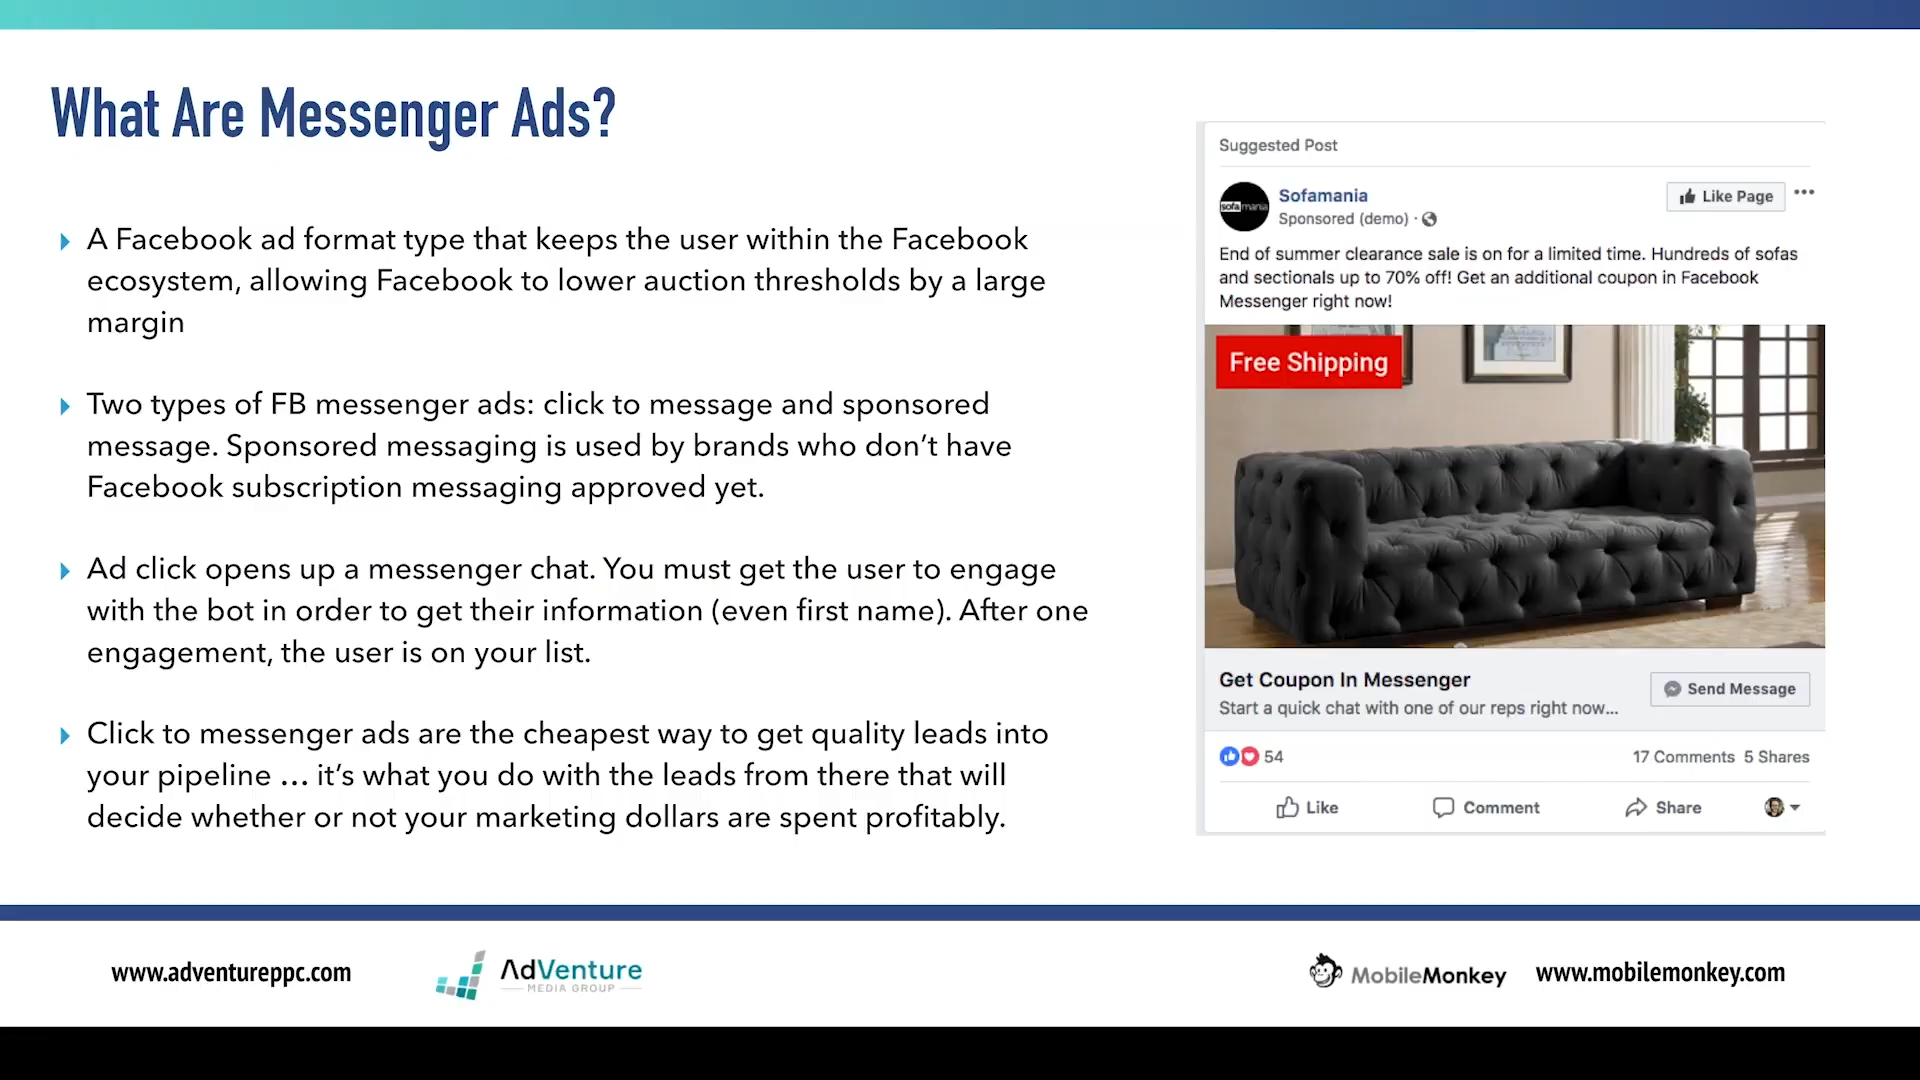 What Are Messenger Ads?
A Facebook ad format type that keeps the user within the Facebook
ecosystem, allowing Facebook to lower auction thresholds by a large
margin
Two types of FB messenger ads: click to message and sponsored
message. Sponsored messaging is used by brands who don’t have
Facebook subscription messaging approved yet.
Ad click opens up a messenger chat. You must get the user to engage
with the bot in order to get their information (even first name). After one
engagement, the user is on your list.
Click to messenger ads are the cheapest way to get quality leads into
your pipeline … it’s what you do with the leads from there that will
decide whether or not your marketing dollars are spent profitably.
Suggested Post
sofamania
Sofamania
Like Page
Sponsored (demo) ·
End of summer clearance sale is on for a limited time. Hundreds of sofas
and sectionals up to 70% off! Get an additional coupon in Facebook
Messenger right now!
Free Shipping
Get Coupon In Messenger
Start a quick chat with one of our reps right now...
Send Message
54
17 Comments 5 Shares
Like
Comment
Share
www.adventureppc.com
AdVenture
MEDIA GROUP
MobileMonkey
www.mobilemonkey.com